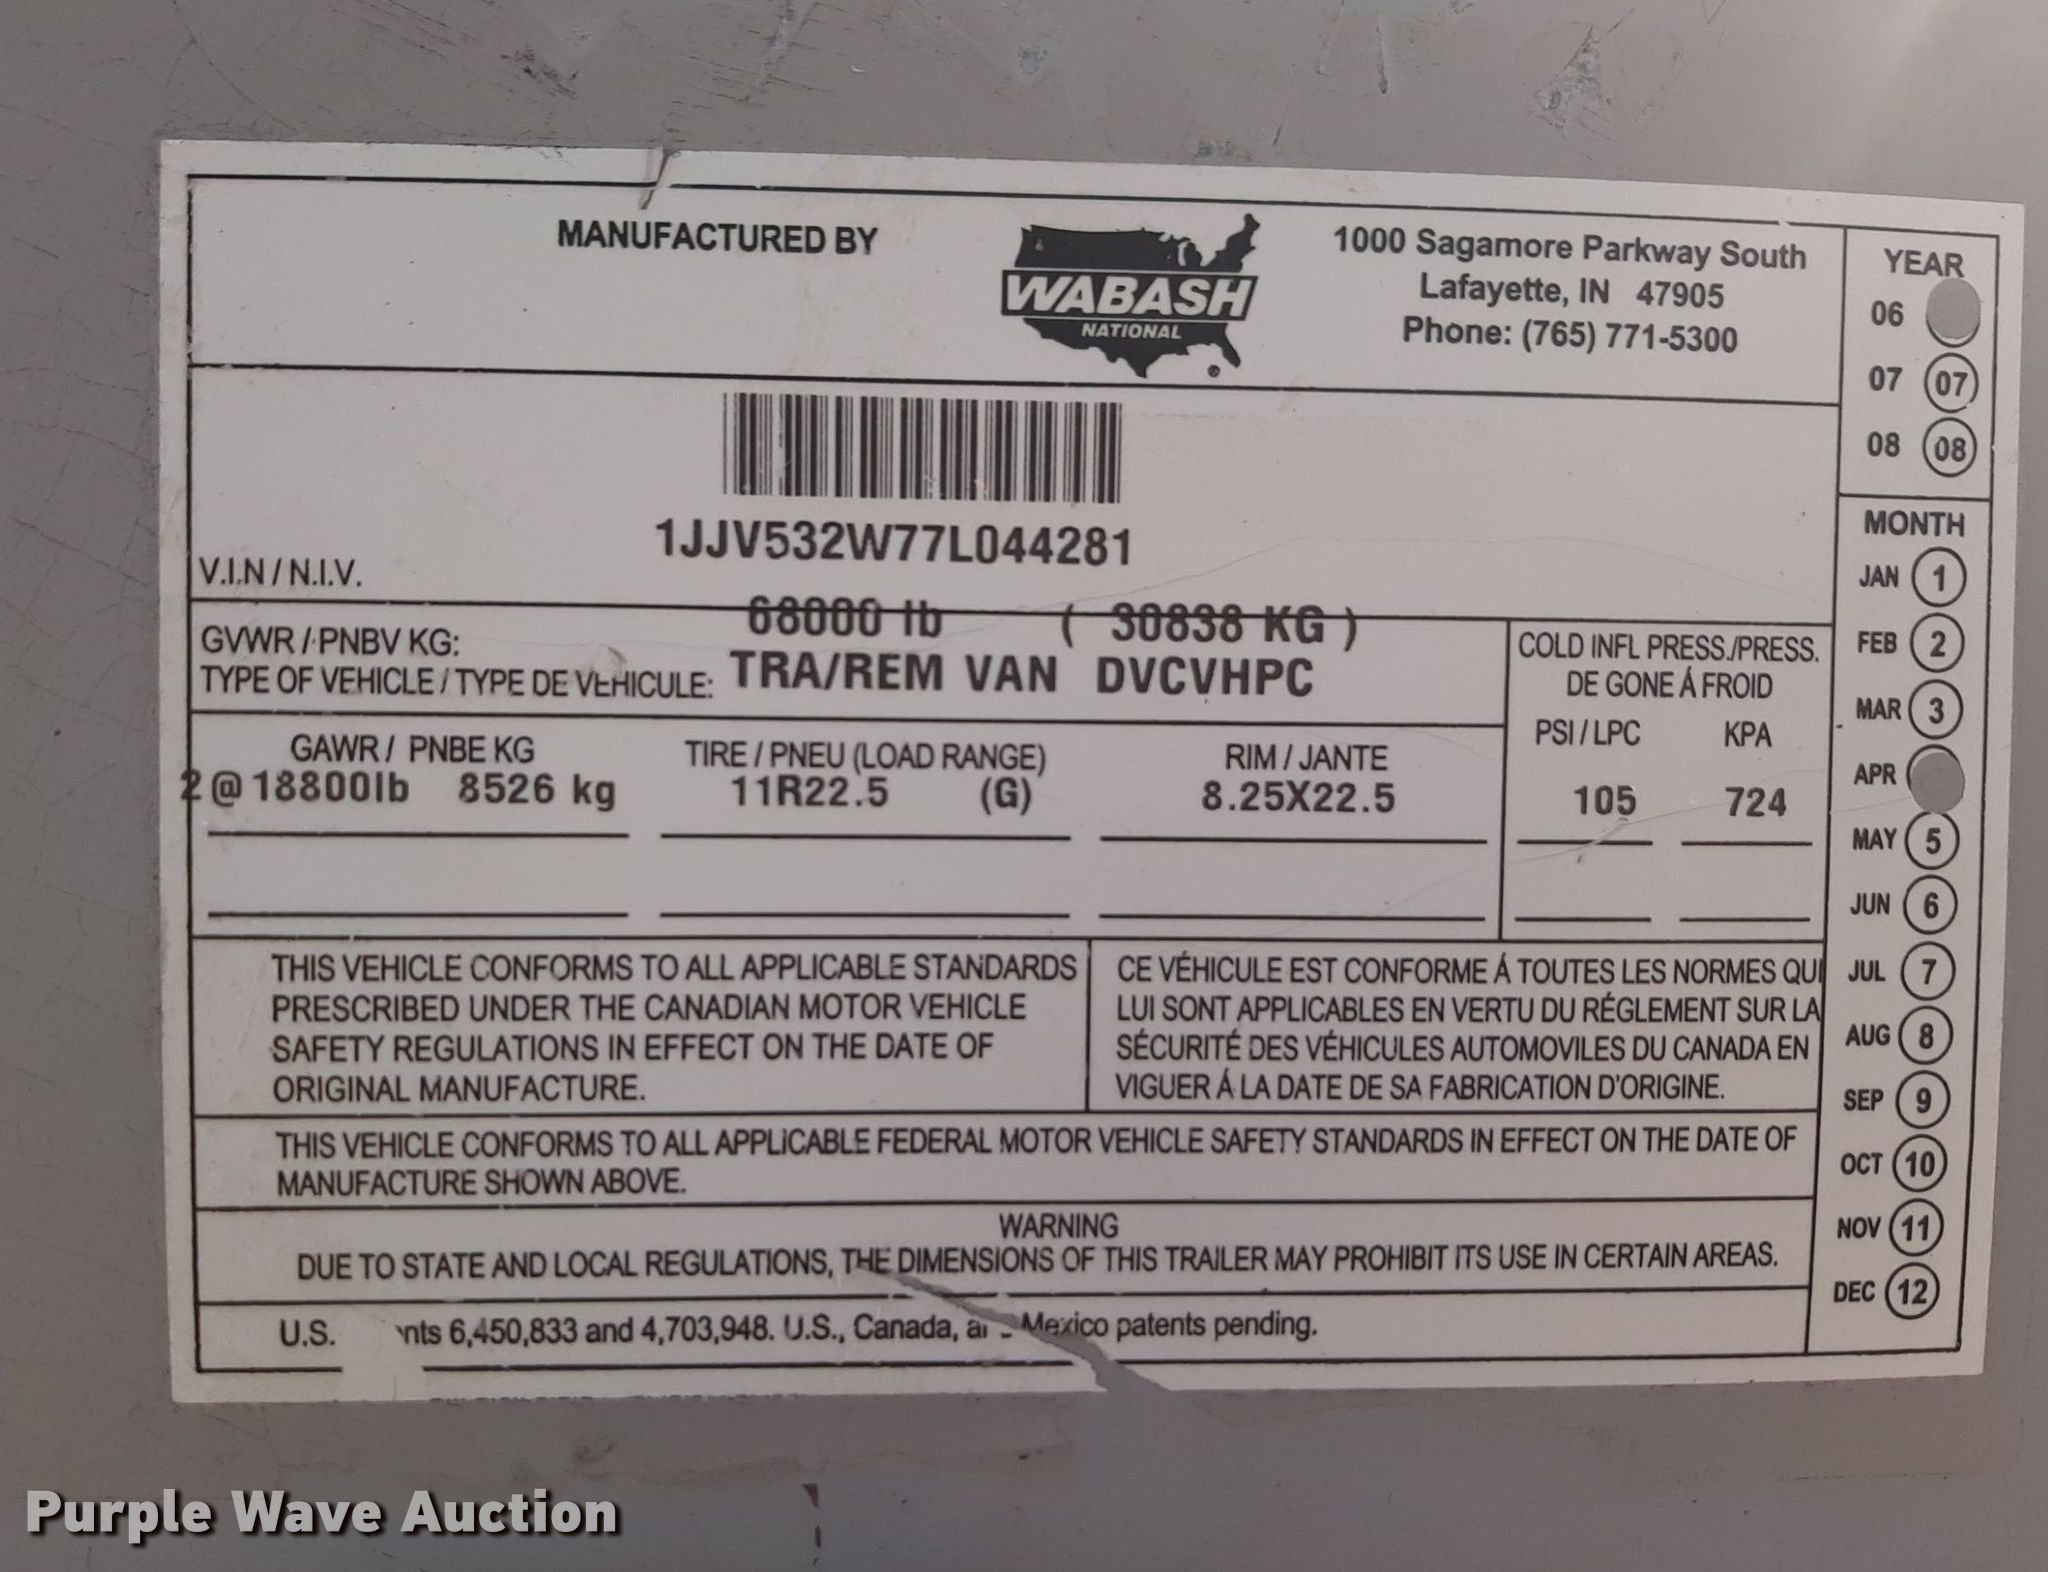 MANUFACTURED BY
WABASH
NATIONAL
®
1000 Sagamore Parkway South
Lafayette, IN 47905
Phone: (765) 771-5300
1JJV532W77L044281
V.I.N / N.I.V.
68000 lb ( 30838 KG )
GVWR / PNBV KG:
TYPE OF VEHICLE / TYPE DE VEHICULE: TRA/REM VAN DVCVHPC
COLD INFL PRESS./PRESS.
DE GONE Á FROID
PSI / LPC KPA
105 724
GAWR / PNBE KG TIRE / PNEU (LOAD RANGE) RIM / JANTE
2 @ 18800lb 8526 kg 11R22.5 (G) 8.25X22.5
THIS VEHICLE CONFORMS TO ALL APPLICABLE STANDARDS
PRESCRIBED UNDER THE CANADIAN MOTOR VEHICLE
SAFETY REGULATIONS IN EFFECT ON THE DATE OF
ORIGINAL MANUFACTURE.
CE VÉHICULE EST CONFORME Á TOUTES LES NORMES QUI
LUI SONT APPLICABLES EN VERTU DU RÉGLEMENT SUR LA
SÉCURITÉ DES VÉHICULES AUTOMOVILES DU CANADA EN
VIGUER Á LA DATE DE SA FABRICATION D'ORIGINE.
THIS VEHICLE CONFORMS TO ALL APPLICABLE FEDERAL MOTOR VEHICLE SAFETY STANDARDS IN EFFECT ON THE DATE OF
MANUFACTURE SHOWN ABOVE.
WARNING
DUE TO STATE AND LOCAL REGULATIONS, THE DIMENSIONS OF THIS TRAILER MAY PROHIBIT ITS USE IN CERTAIN AREAS.
U.S. 6,450,833 and 4,703,948. U.S., Canada, Mexico patents pending.
YEAR
06
07 07
08 08
MONTH
JAN 1
FEB 2
MAR 3
APR
MAY 5
JUN 6
JUL 7
AUG 8
SEP 9
OCT 10
NOV 11
DEC 12
Purple Wave Auction